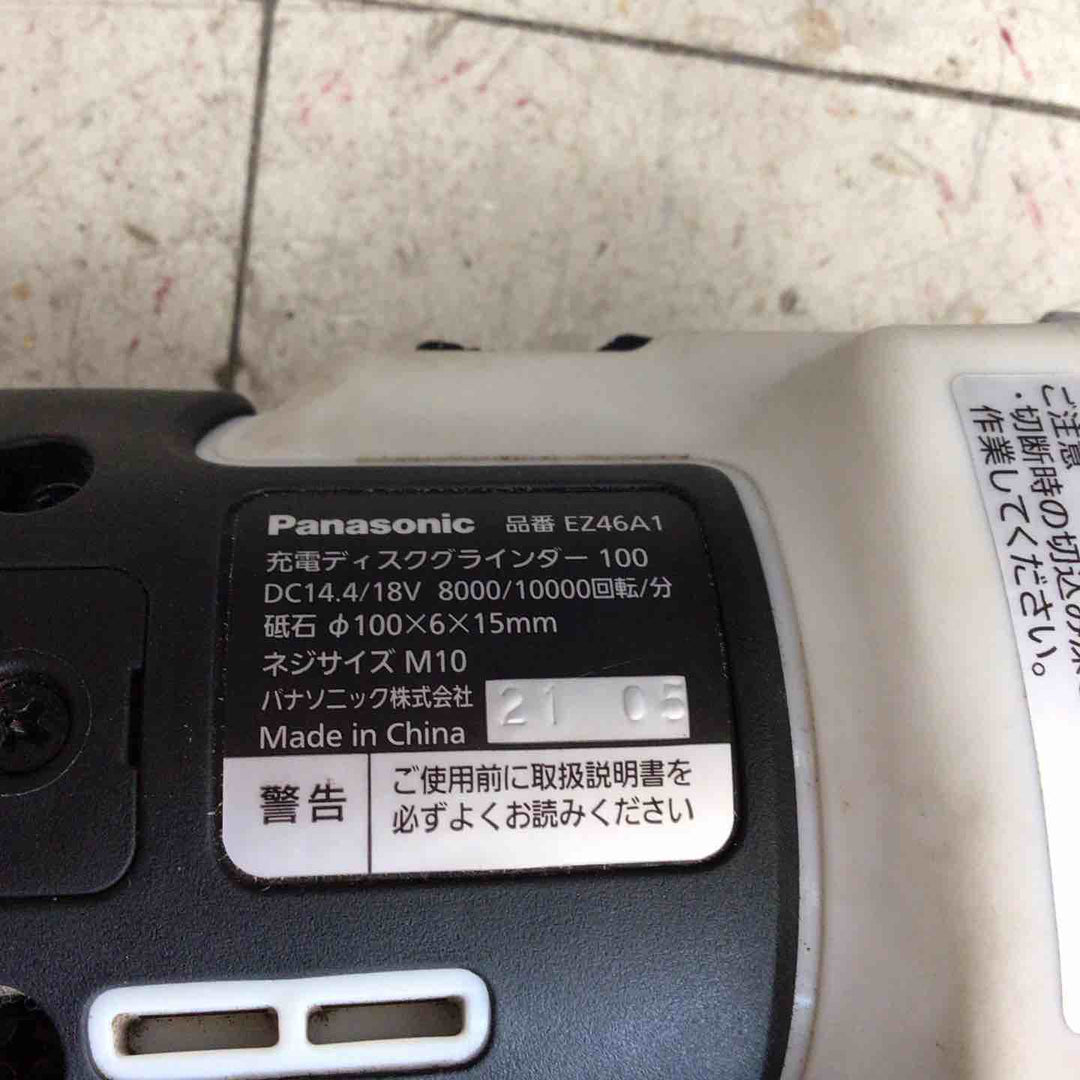 Panasonic 品番 EZ46A1
充電ディスクグラインダー 100
DC14.4/18V 8000/10000回転/分
砥石 φ100×6×15mm
ネジサイズ M10
パナソニック株式会社
21 05
Made in China
警告
ご使用前に取扱説明書を
必ずよくお読みください
ご注意
・切断時の切込の深
作業してください。